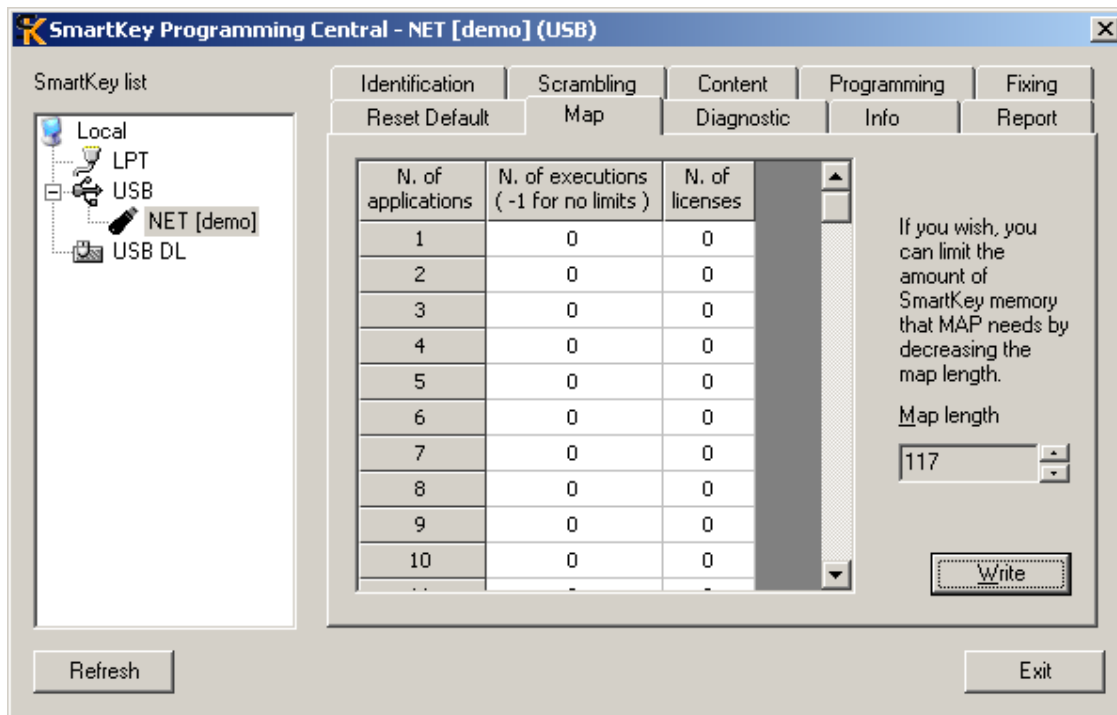 SmartKey Programming Central - NET [demo] (USB)
SmartKey list
Local
LPT
USB
NET [demo]
USB DL
Identification Scrambling Content Programming Fixing
Reset Default Map Diagnostic Info Report
N. of applications N. of executions ( -1 for no limits ) N. of licenses
1 0 0
2 0 0
3 0 0
4 0 0
5 0 0
6 0 0
7 0 0
8 0 0
9 0 0
10 0 0
If you wish, you
can limit the
amount of
SmartKey memory
that MAP needs by
decreasing the
map length.
Map length
117
Write
Refresh
Exit